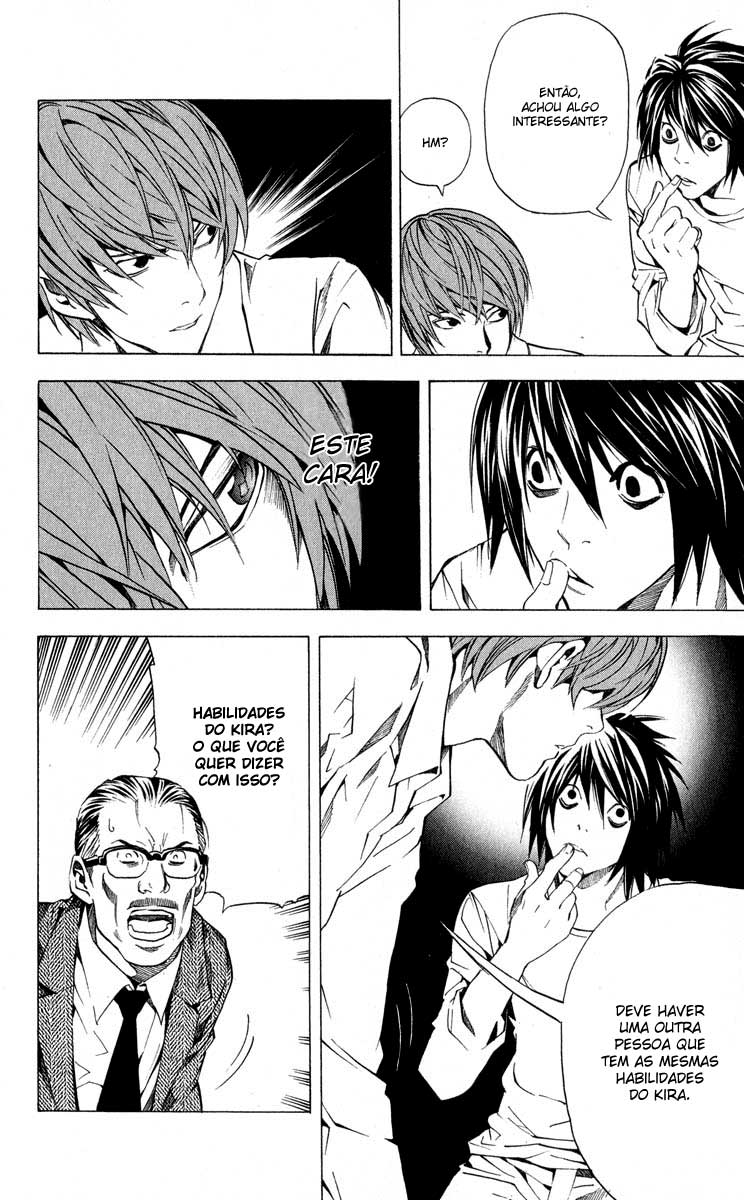 ENTÃO,
ACHOU ALGO
INTERESSANTE?
HM?
ESTE
CARA!
DEVE HAVER
UMA OUTRA
PESSOA QUE
TEM AS MESMAS
HABILIDADES
DO KIRA.
HABILIDADES
DO KIRA?
O QUE VOCÊ
QUER DIZER
COM ISSO?